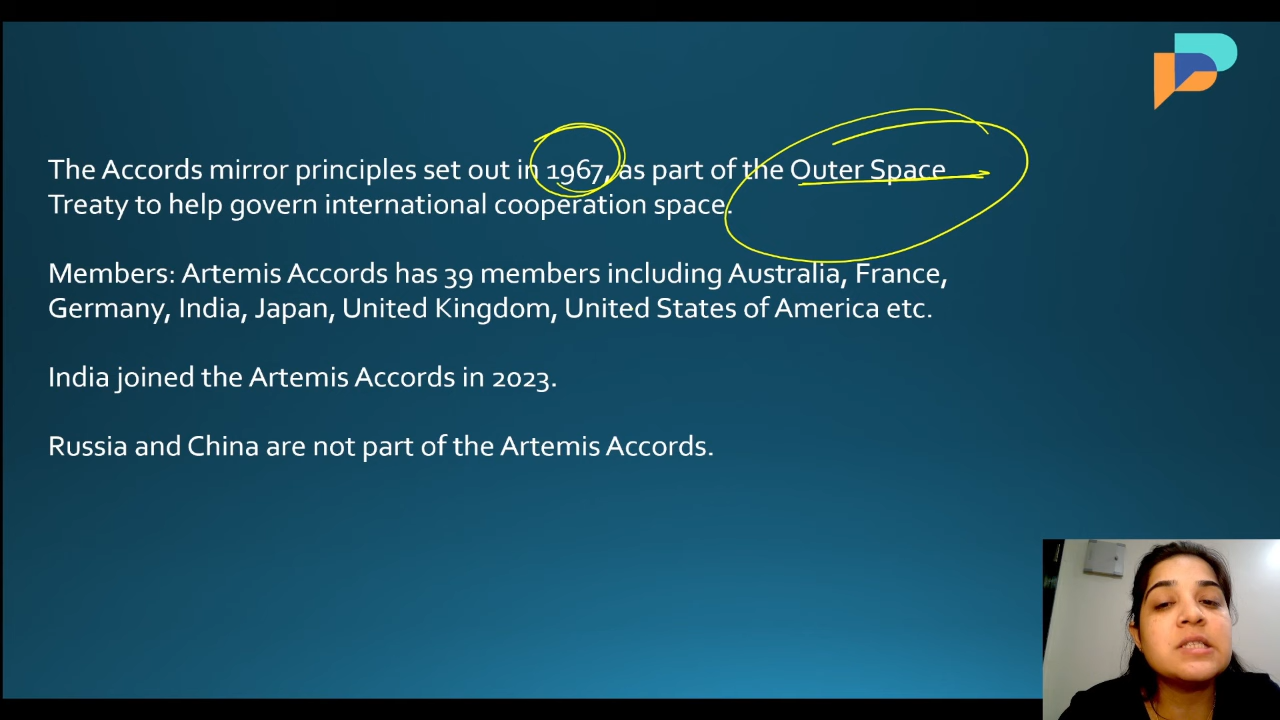 The Accords mirror principles set out in 1967, as part of the Outer Space
Treaty to help govern international cooperation space.
Members: Artemis Accords has 39 members including Australia, France,
Germany, India, Japan, United Kingdom, United States of America etc.
India joined the Artemis Accords in 2023.
Russia and China are not part of the Artemis Accords.